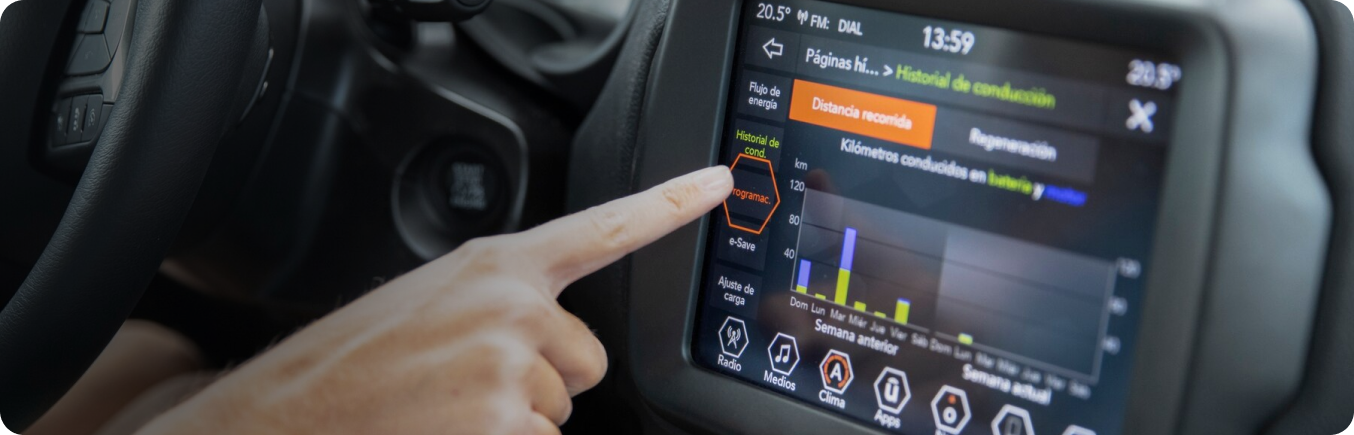 20.5° FM: DIAL 13:59 20.5°
Páginas hí... > Historial de conducción
Flujo de
energía
Distancia recorrida
Regeneración
Historial de
cond.
Kilómetros conducidos en batería y motor
rogramac.
km
120
80
40
e-Save
Ajuste de
carga
Dom Lun Mar Miér Jue Vier Sáb Dom Lun
Semana anterior
Semana actual
Radio
Medios
A
Clima
ū
Apps